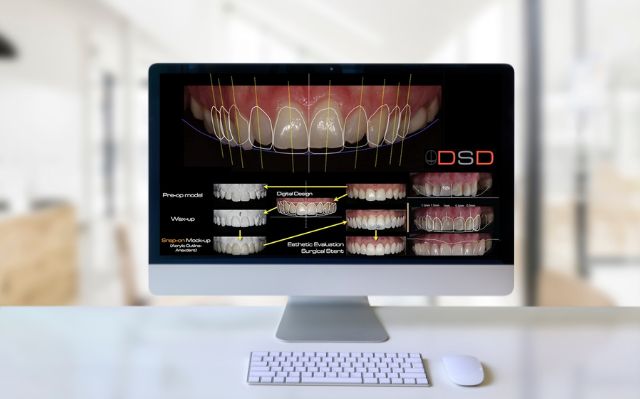 DSD
Pre-op model
Digital Design
Wax-up
Snap-on Mock-up
Esthetic Evaluation
Surgical Stent